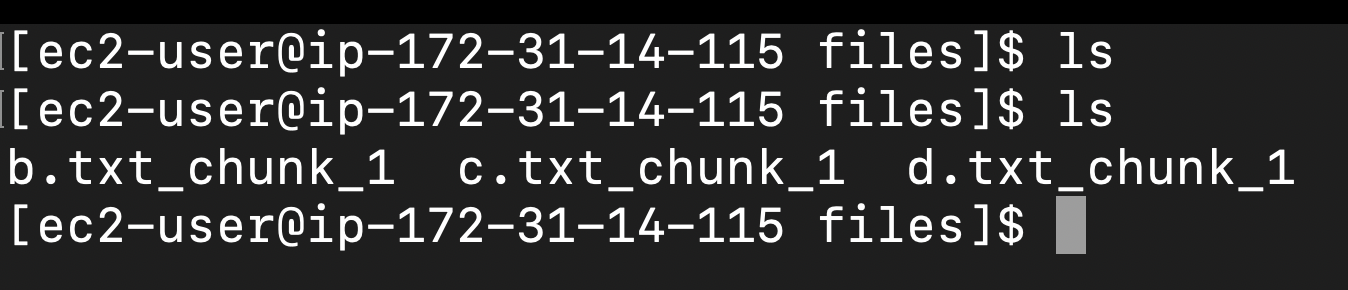 [ec2-user@ip-172-31-14-115 files]$ ls
[ec2-user@ip-172-31-14-115 files]$ ls
b.txt_chunk_1  c.txt_chunk_1  d.txt_chunk_1
[ec2-user@ip-172-31-14-115 files]$